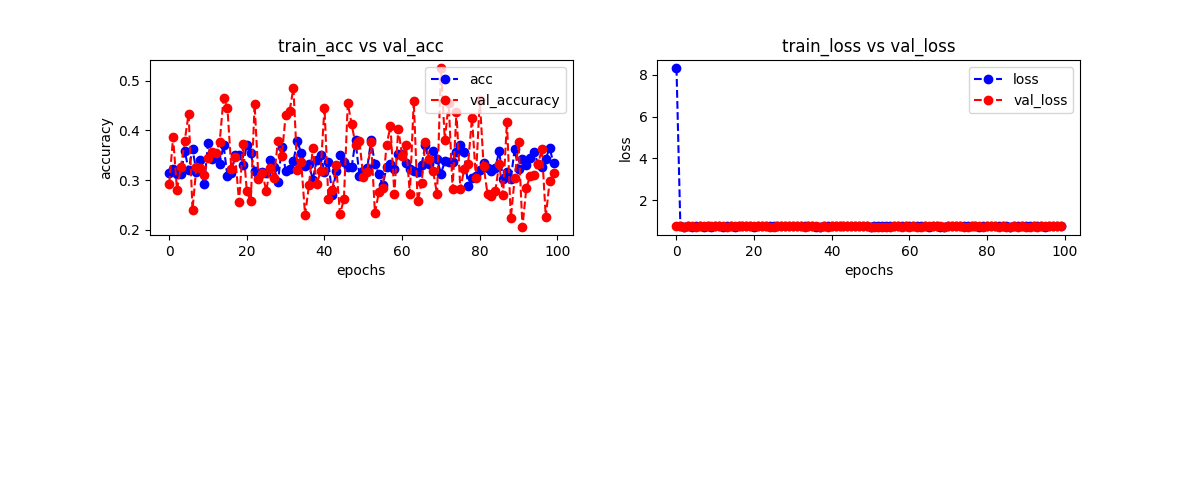 train_acc vs val_acc
accuracy
0.5
0.4
0.3
0.2
acc
val_accuracy
0 20 40 60 80 100
epochs
train_loss vs val_loss
loss
8
6
4
2
loss
val_loss
0 20 40 60 80 100
epochs